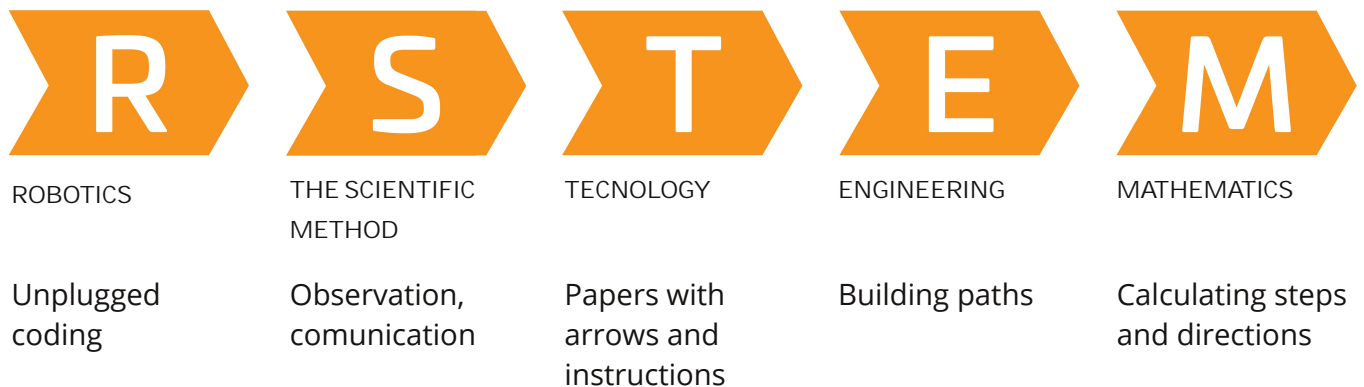 R
S
T
E
M
ROBOTICS
THE SCIENTIFIC
METHOD
TECNOLOGY
ENGINEERING
MATHEMATICS
Unplugged
coding
Observation,
comunication
Papers with
arrows and
instructions
Building paths
Calculating steps
and directions